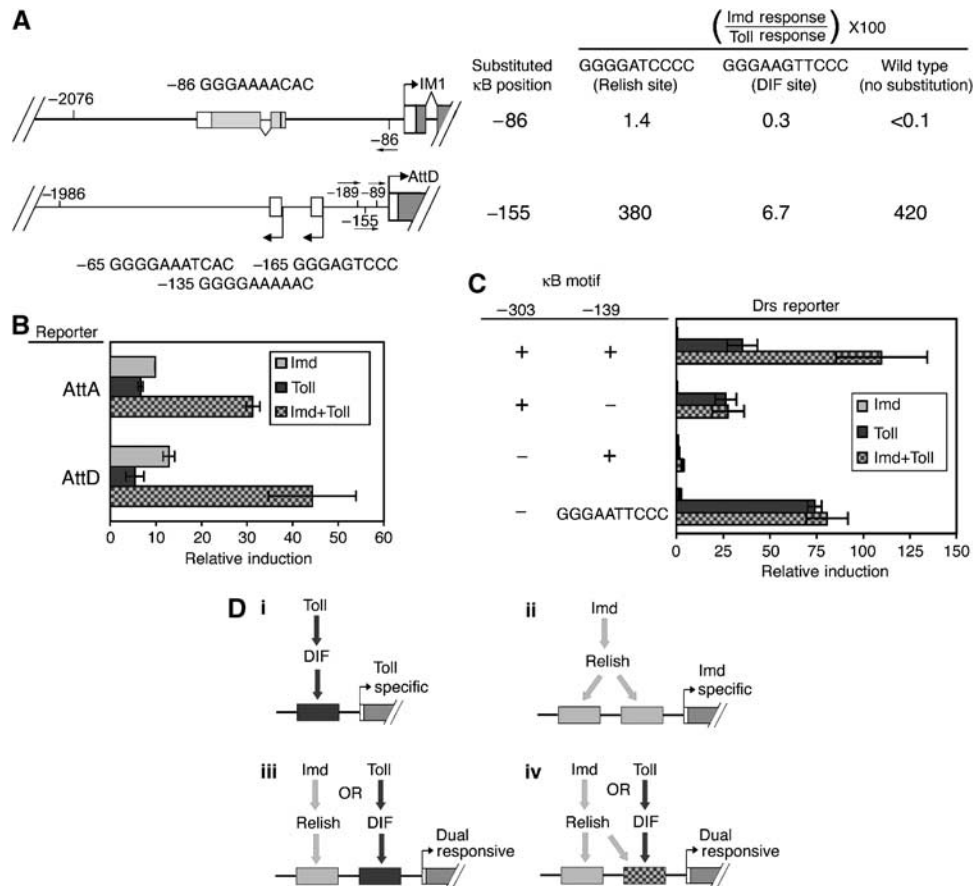 A
(Imd response / Toll response) X100
Substituted κB position
GGGGATCCCC (Relish site)
GGGAAGTTCCC (DIF site)
Wild type (no substitution)
−86 GGGAAAACAC
−2076
IM1
−86
−86 1.4 0.3 <0.1
−1986
−189
−89
−155
AttD
−155 380 6.7 420
−65 GGGGAAATCAC −165 GGGAGTCCC
−135 GGGGAAAAAC
B
Reporter
AttA
AttD
Imd
Toll
Imd+Toll
0 10 20 30 40 50 60
Relative induction
C
κB motif
−303 −139
Drs reporter
+ +
+ −
− +
− GGGAATTCCC
Imd
Toll
Imd+Toll
0 25 50 75 100 125 150
Relative induction
D
i
Toll
DIF
Toll specific
ii
Imd
Relish
Imd specific
iii
Imd OR Toll
Relish DIF
Dual responsive
iv
Imd OR Toll
Relish DIF
Dual responsive